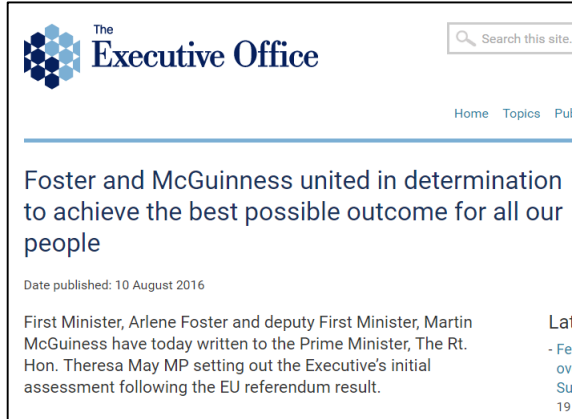 The
Executive Office
Search this site.
Home Topics
Foster and McGuinness united in determination
to achieve the best possible outcome for all our
people
Date published: 10 August 2016
First Minister, Arlene Foster and deputy First Minister, Martin
McGuiness have today written to the Prime Minister, The Rt.
Hon. Theresa May MP setting out the Executive's initial
assessment following the EU referendum result.